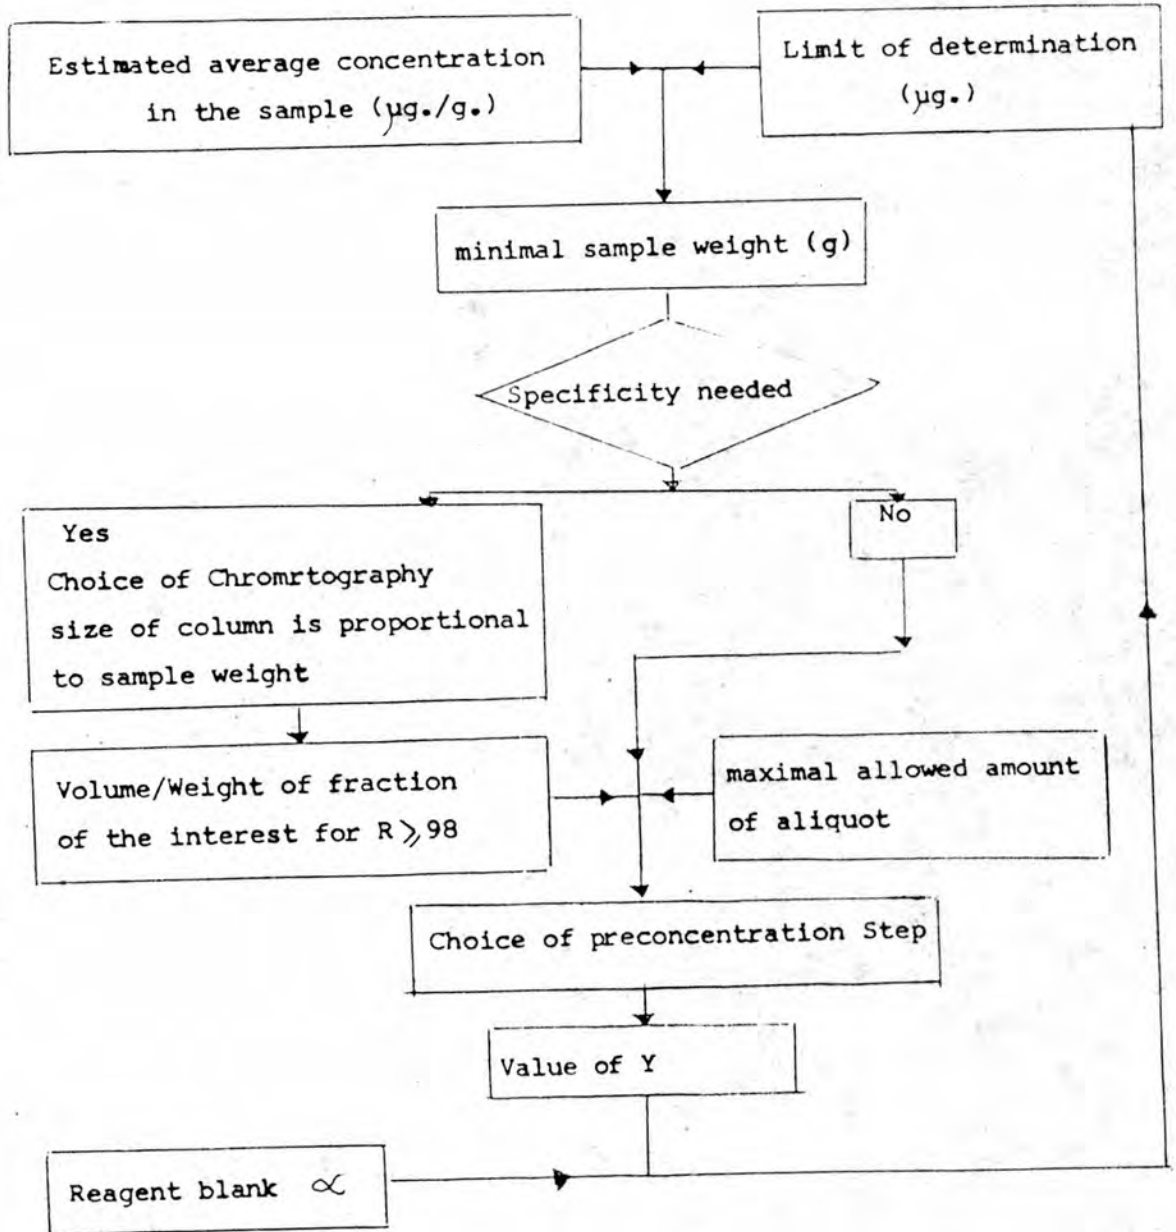 Estimated average concentration
in the sample (µg./g.)
Limit of determination
(µg.)
minimal sample weight (g)
Specificity needed
Yes
Choice of Chromrtography
size of column is proportional
to sample weight
No
Volume/Weight of fraction
of the interest for R ⩾ 98
maximal allowed amount
of aliquot
Choice of preconcentration Step
Value of Y
Reagent blank ∝